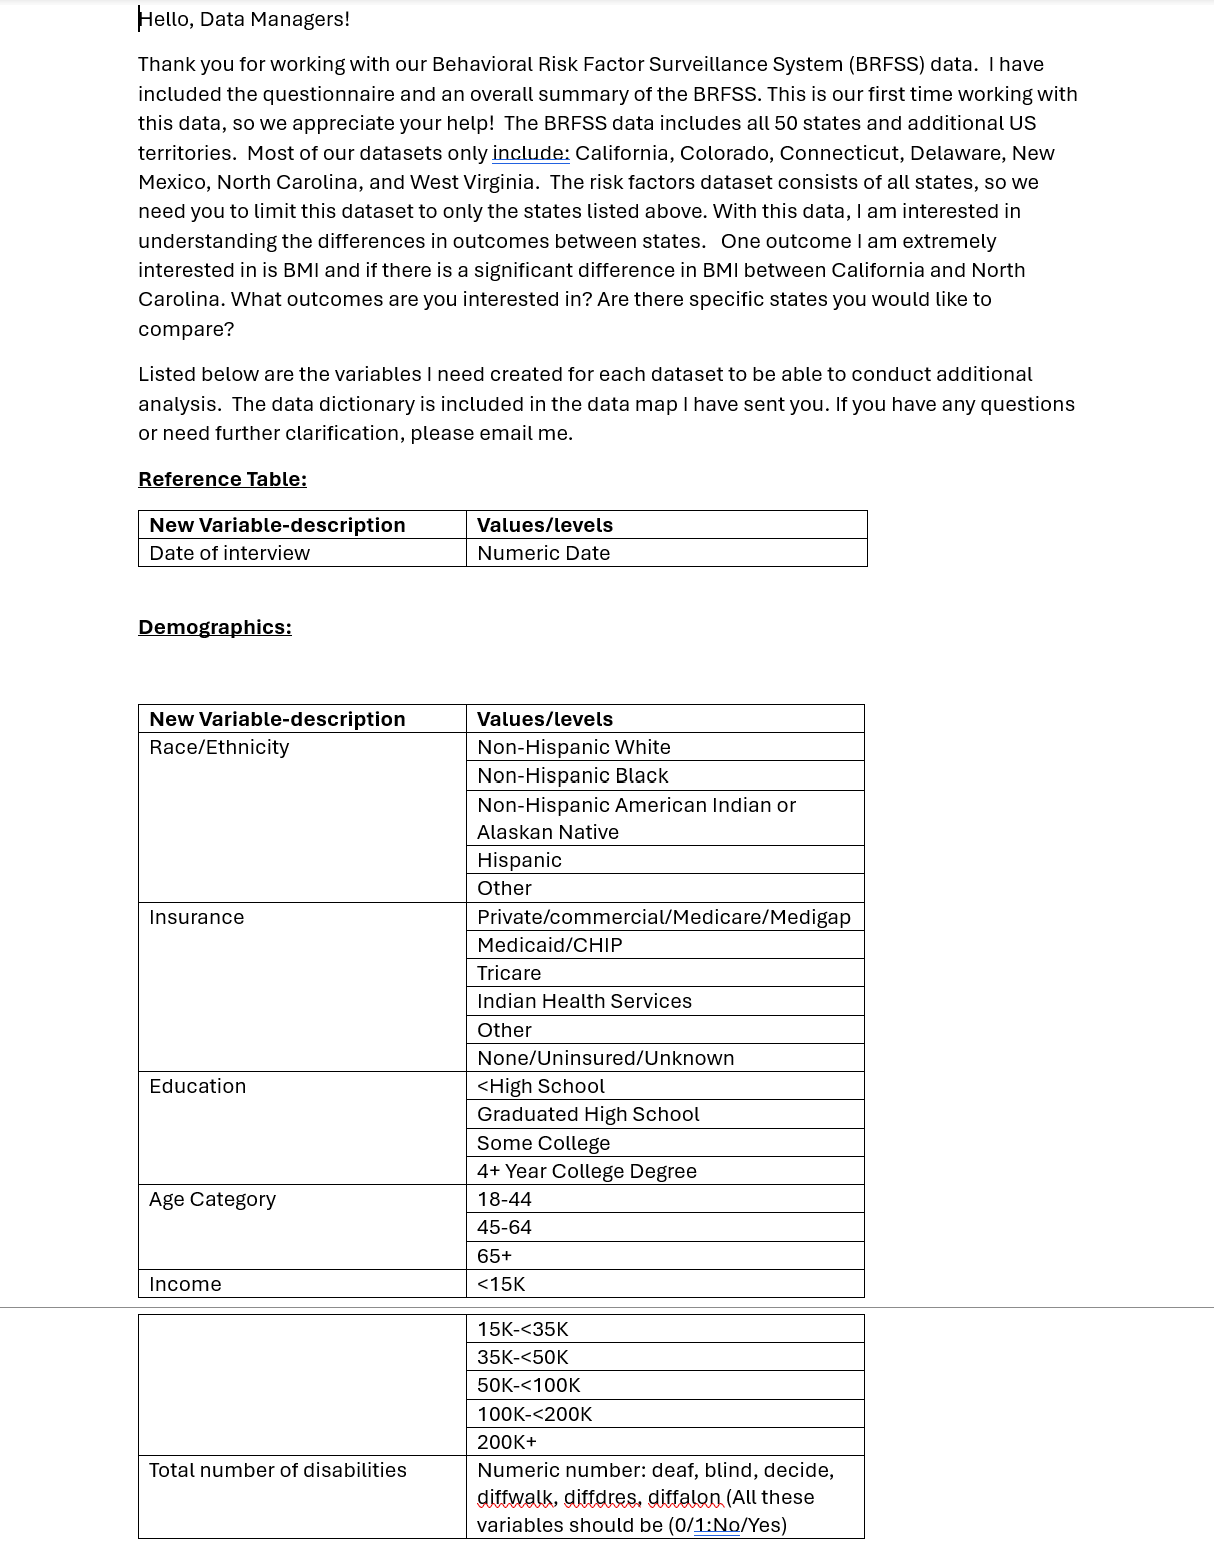 Hello, Data Managers!
Thank you for working with our Behavioral Risk Factor Surveillance System (BRFSS) data.  I have
included the questionnaire and an overall summary of the BRFSS. This is our first time working with
this data, so we appreciate your help!  The BRFSS data includes all 50 states and additional US
territories.  Most of our datasets only include: California, Colorado, Connecticut, Delaware, New
Mexico, North Carolina, and West Virginia.  The risk factors dataset consists of all states, so we
need you to limit this dataset to only the states listed above. With this data, I am interested in
understanding the differences in outcomes between states.   One outcome I am extremely
interested in is BMI and if there is a significant difference in BMI between California and North
Carolina. What outcomes are you interested in? Are there specific states you would like to
compare?
Listed below are the variables I need created for each dataset to be able to conduct additional
analysis.  The data dictionary is included in the data map I have sent you. If you have any questions
or need further clarification, please email me.
Reference Table:
New Variable-description Values/levels
Date of interview Numeric Date
Demographics:
New Variable-description Values/levels
Race/Ethnicity Non-Hispanic White
Non-Hispanic Black
Non-Hispanic American Indian or
Alaskan Native
Hispanic
Other
Insurance Private/commercial/Medicare/Medigap
Medicaid/CHIP
Tricare
Indian Health Services
Other
None/Uninsured/Unknown
Education <High School
Graduated High School
Some College
4+ Year College Degree
Age Category 18-44
45-64
65+
Income <15K
15K-<35K
35K-<50K
50K-<100K
100K-<200K
200K+
Total number of disabilities Numeric number: deaf, blind, decide,
diffwalk, diffdres, diffalon (All these
variables should be (0/1:No/Yes)